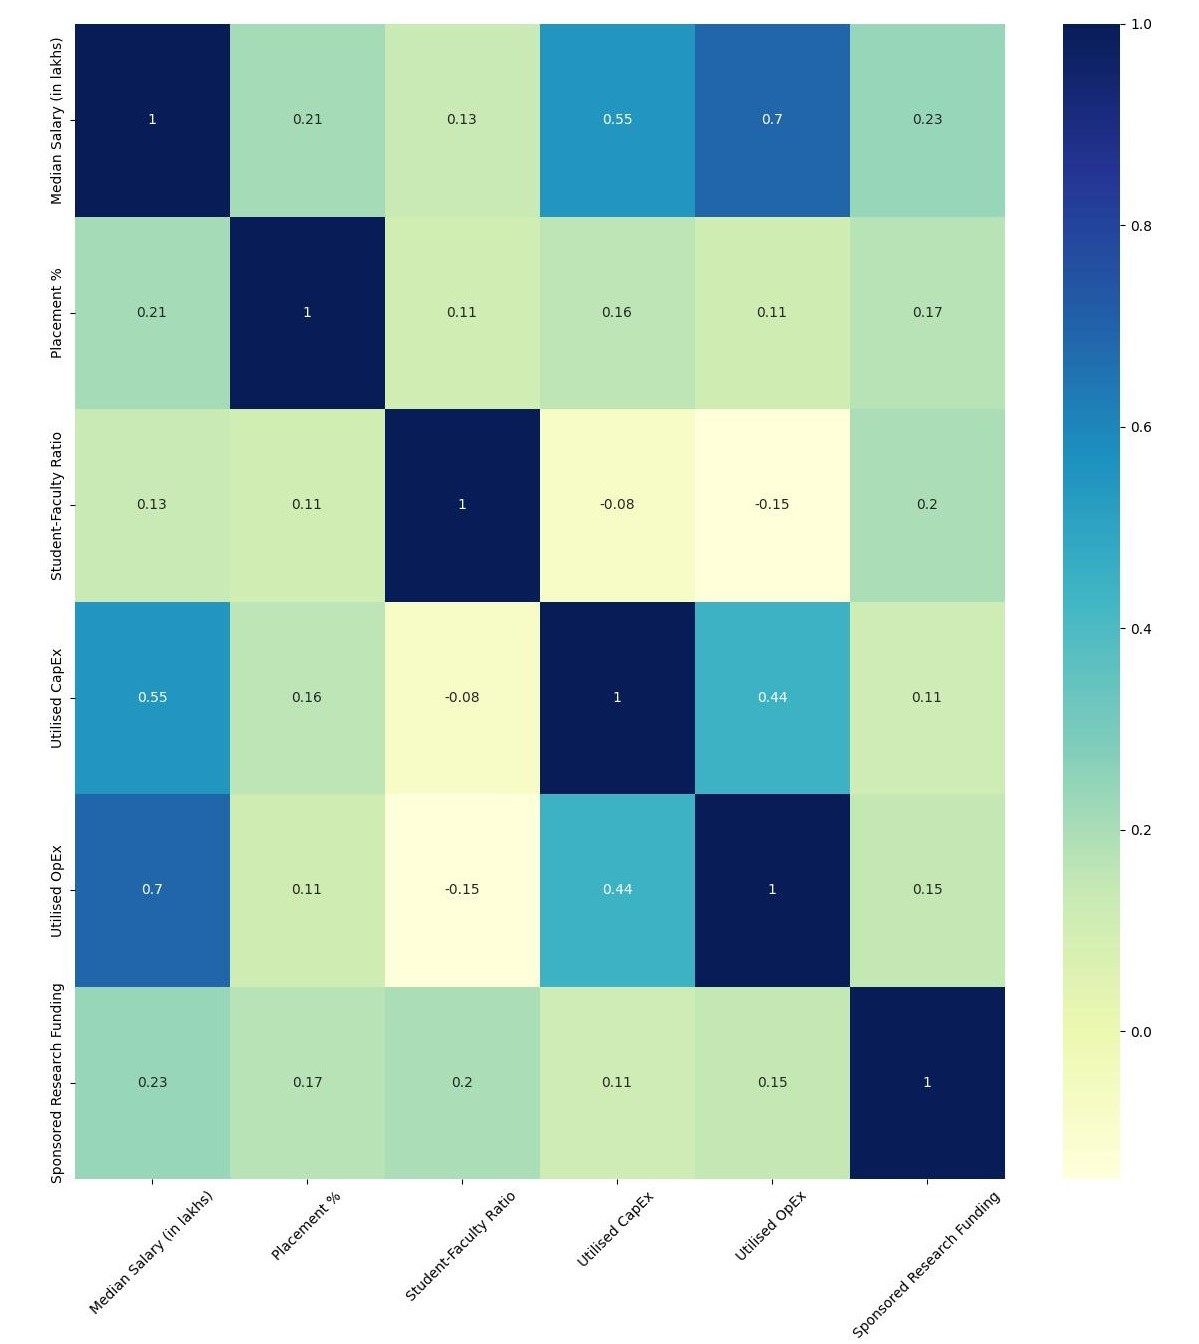 Median Salary (in lakhs)
1 0.21 0.13 0.55 0.7 0.23
Placement %
0.21 1 0.11 0.16 0.11 0.17
Student-Faculty Ratio
0.13 0.11 1 -0.08 -0.15 0.2
Utilised CapEx
0.55 0.16 -0.08 1 0.44 0.11
Utilised OpEx
0.7 0.11 -0.15 0.44 1 0.15
Sponsored Research Funding
0.23 0.17 0.2 0.11 0.15 1
Median Salary (in lakhs)
Placement %
Student-Faculty Ratio
Utilised CapEx
Utilised OpEx
Sponsored Research Funding
1.0
0.8
0.6
0.4
0.2
0.0